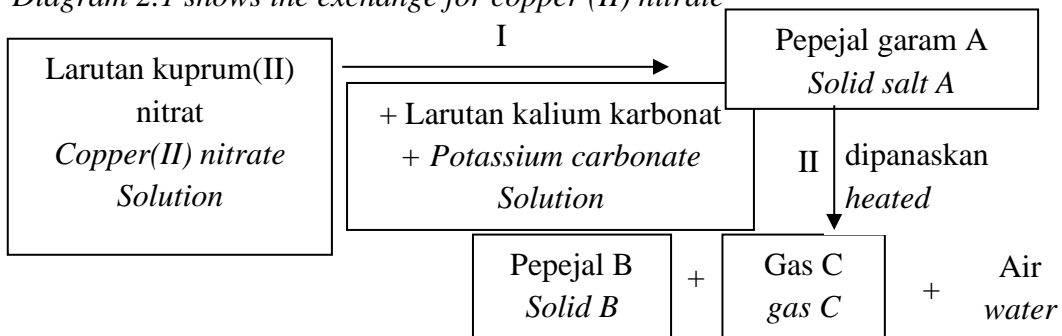 Diagram 2.1 shows the exchange for copper (II) nitrate
I
Larutan kuprum(II)
nitrat
Copper(II) nitrate
Solution
+ Larutan kalium karbonat
+ Potassium carbonate
Solution
Pepejal garam A
Solid salt A
II
dipanaskan
heated
Pepejal B
Solid B
+
Gas C
gas C
+
Air
water